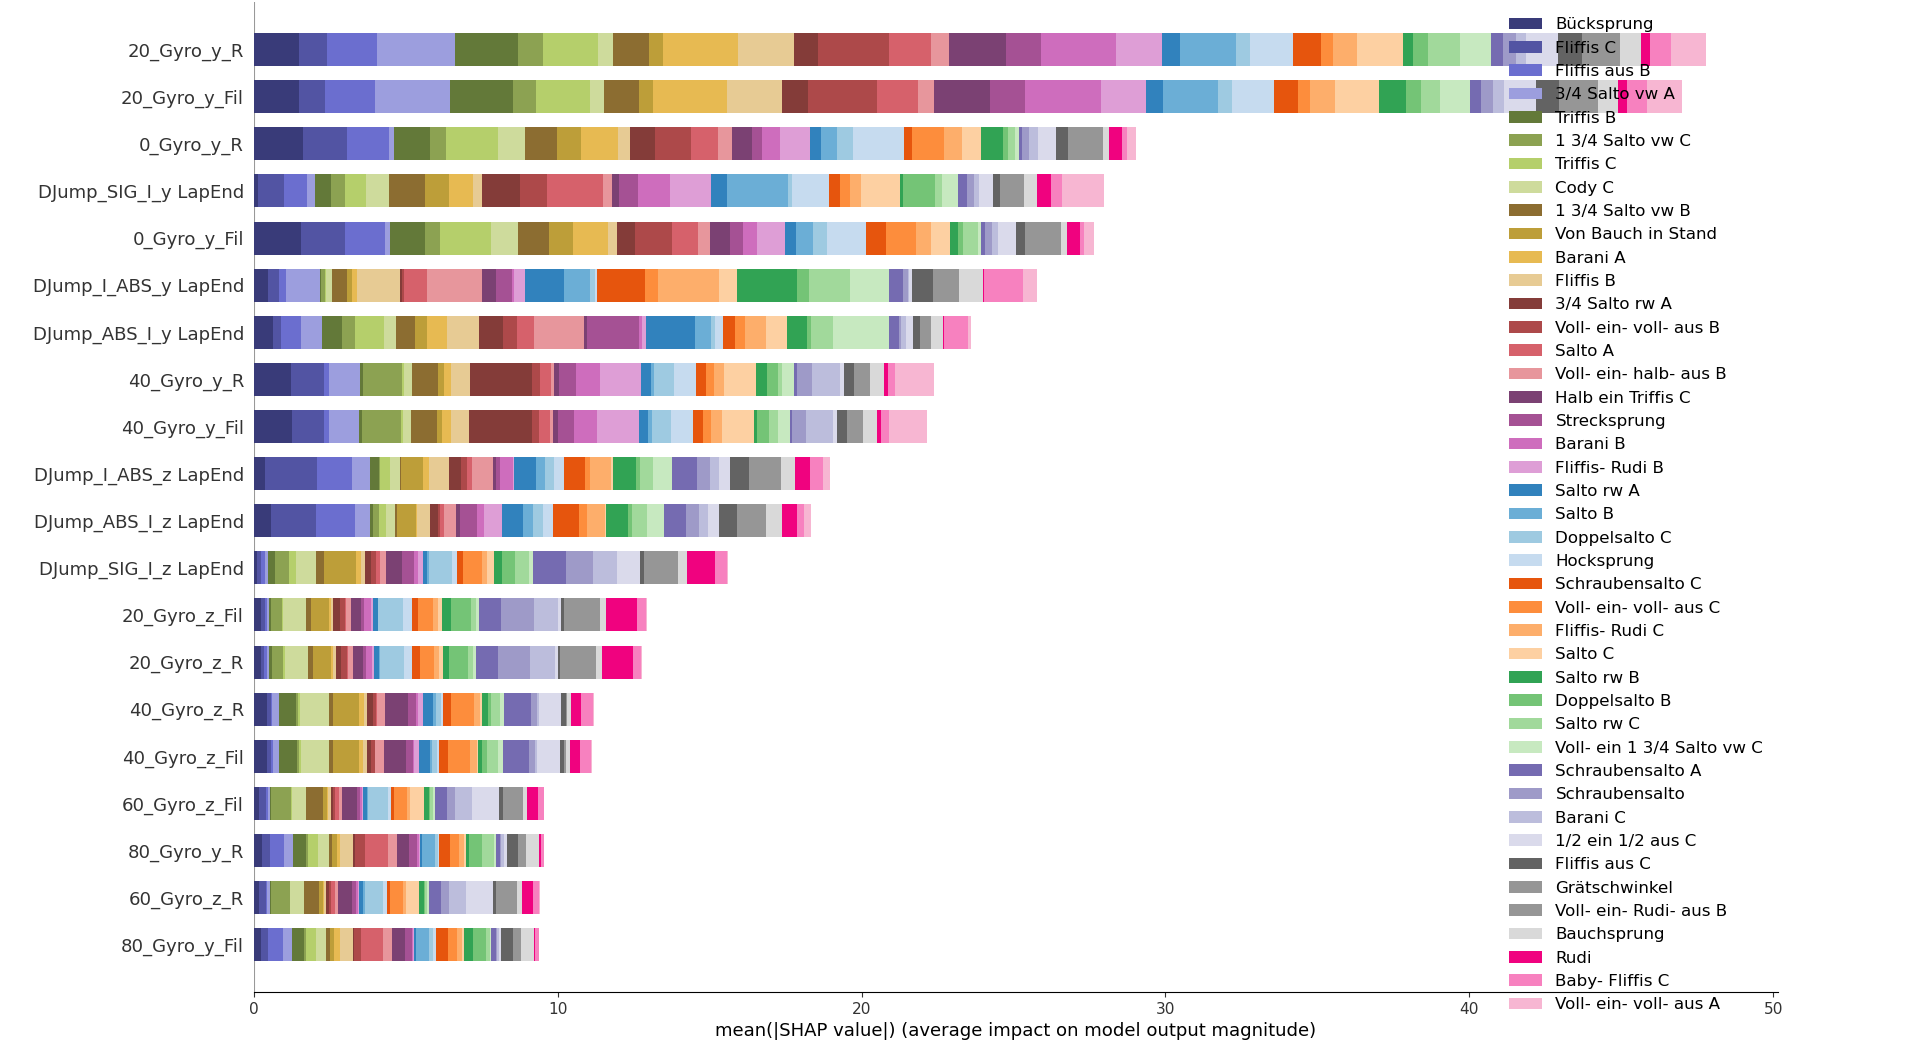 20_Gyro_y_R
20_Gyro_y_Fil
0_Gyro_y_R
DJump_SIG_I_y LapEnd
0_Gyro_y_Fil
DJump_I_ABS_y LapEnd
DJump_ABS_I_y LapEnd
40_Gyro_y_R
40_Gyro_y_Fil
DJump_I_ABS_z LapEnd
DJump_ABS_I_z LapEnd
DJump_SIG_I_z LapEnd
20_Gyro_z_Fil
20_Gyro_z_R
40_Gyro_z_R
40_Gyro_z_Fil
60_Gyro_z_Fil
80_Gyro_y_R
60_Gyro_z_R
80_Gyro_y_Fil
0 10 20 30 40 50
mean(|SHAP value|) (average impact on model output magnitude)
Bücksprung
Fliffis C
Fliffis aus B
3/4 Salto vw A
Triffis B
1 3/4 Salto vw C
Triffis C
Cody C
1 3/4 Salto vw B
Von Bauch in Stand
Barani A
Fliffis B
3/4 Salto rw A
Voll- ein- voll- aus B
Salto A
Voll- ein- halb- aus B
Halb ein Triffis C
Strecksprung
Barani B
Fliffis- Rudi B
Salto rw A
Salto B
Doppelsalto C
Hocksprung
Schraubensalto C
Voll- ein- voll- aus C
Fliffis- Rudi C
Salto C
Salto rw B
Doppelsalto B
Salto rw C
Voll- ein 1 3/4 Salto vw C
Schraubensalto A
Schraubensalto
Barani C
1/2 ein 1/2 aus C
Fliffis aus C
Grätschwinkel
Voll- ein- Rudi- aus B
Bauchsprung
Rudi
Baby- Fliffis C
Voll- ein- voll- aus A